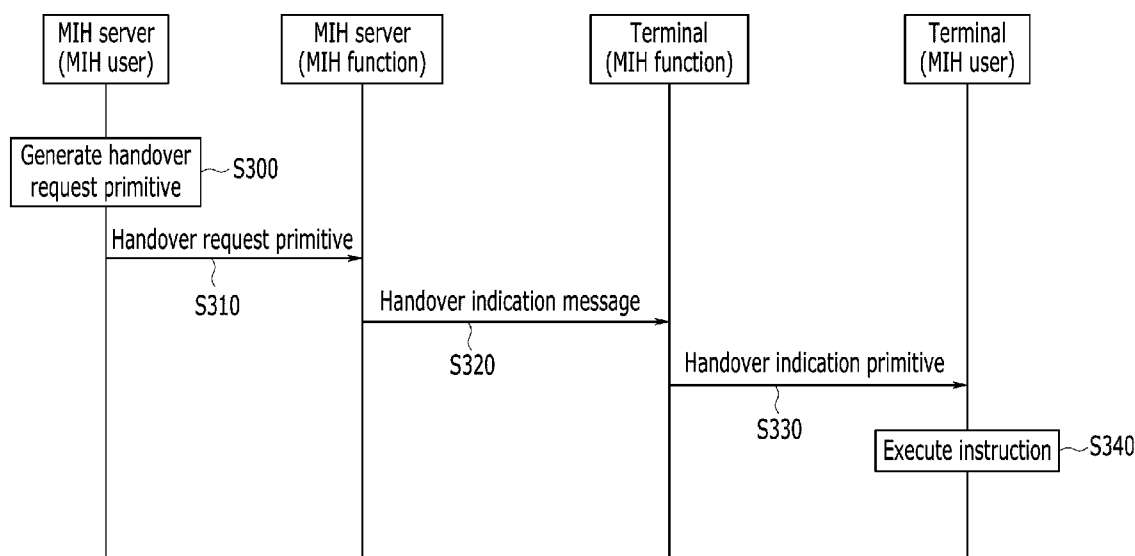 MIH server
(MIH user)
MIH server
(MIH function)
Terminal
(MIH function)
Terminal
(MIH user)
Generate handover
request primitive
S300
Handover request primitive
S310
Handover indication message
S320
Handover indication primitive
S330
Execute instruction
S340